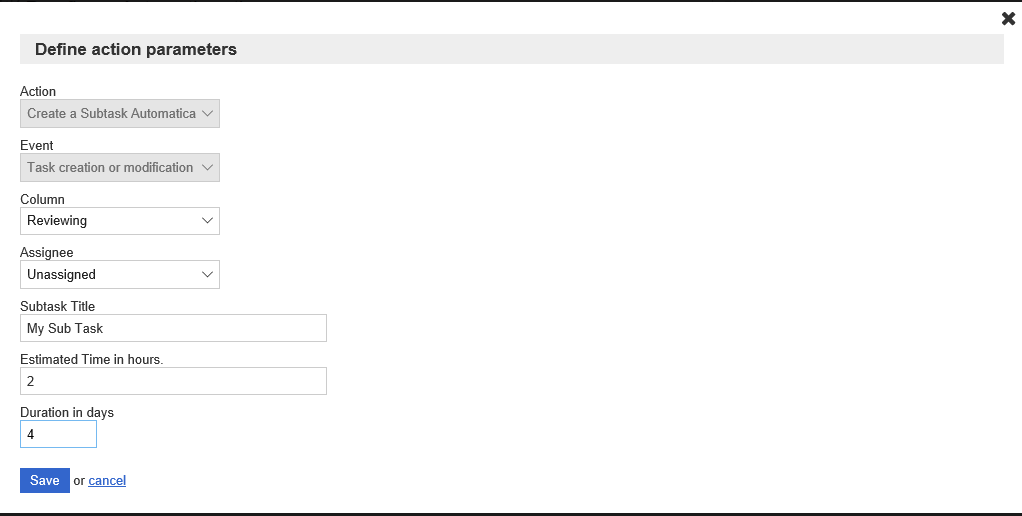 Define action parameters
Action
Create a Subtask Automatica
Event
Task creation or modification
Column
Reviewing
Assignee
Unassigned
Subtask Title
My Sub Task
Estimated Time in hours.
2
Duration in days
4
Save or cancel